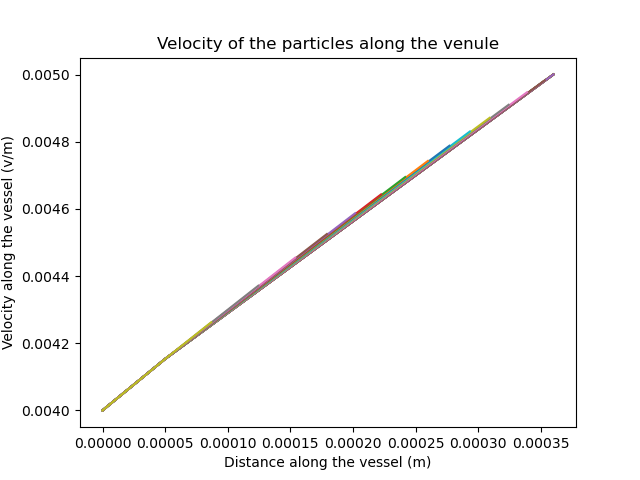 Velocity of the particles along the venule
0.0050
0.0048
0.0046
0.0044
0.0042
0.0040
Velocity along the vessel (v/m)
0.00000 0.00005 0.00010 0.00015 0.00020 0.00025 0.00030 0.00035
Distance along the vessel (m)